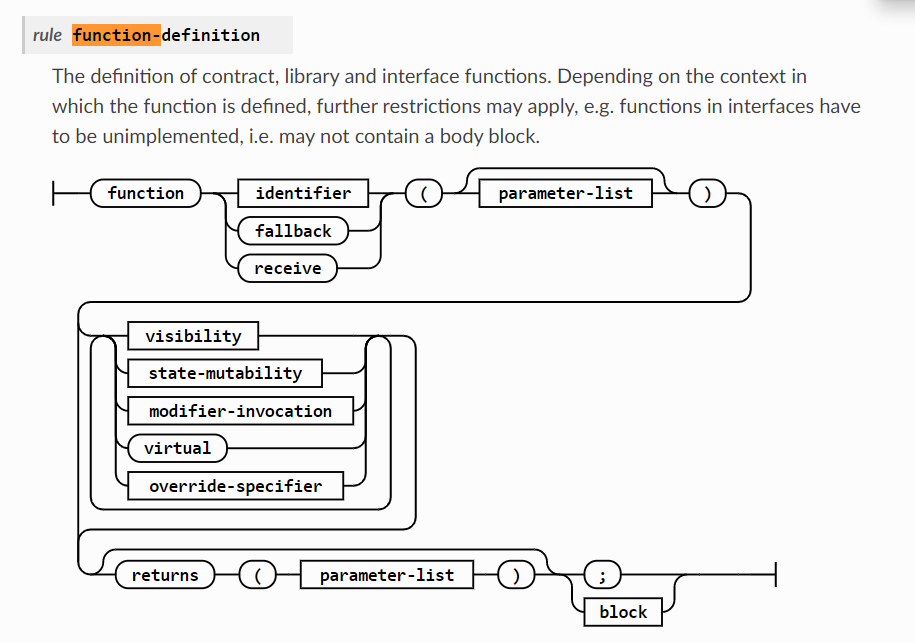 rule function-definition
The definition of contract, library and interface functions. Depending on the context in
which the function is defined, further restrictions may apply, e.g. functions in interfaces have
to be unimplemented, i.e. may not contain a body block.
function identifier ( parameter-list )
fallback
receive
visibility
state-mutability
modifier-invocation
virtual
override-specifier
returns ( parameter-list ) ;
block